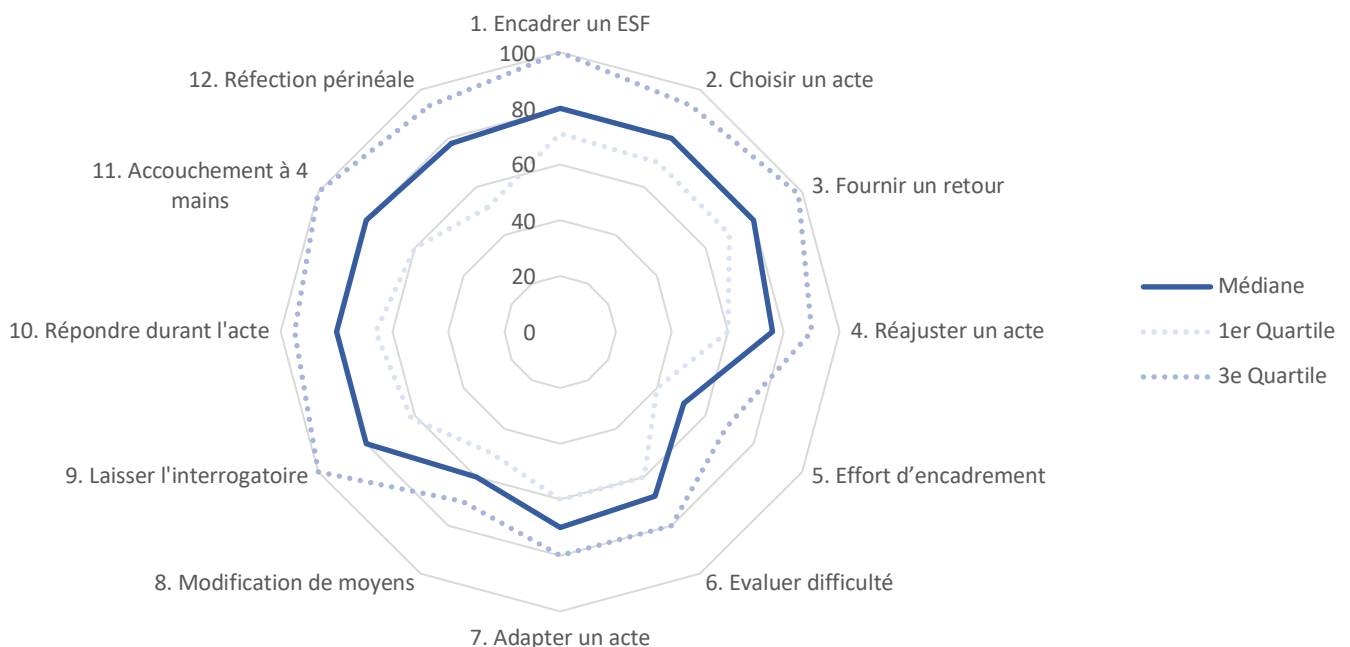 1. Encadrer un ESF
100
12. Réfection périnéale
2. Choisir un acte
80
11. Accouchement à 4
mains
60
3. Fournir un retour
40
20
Médiane
10. Répondre durant l'acte
0
4. Réajuster un acte
1er Quartile
3e Quartile
9. Laisser l'interrogatoire
5. Effort d’encadrement
8. Modification de moyens
6. Evaluer difficulté
7. Adapter un acte